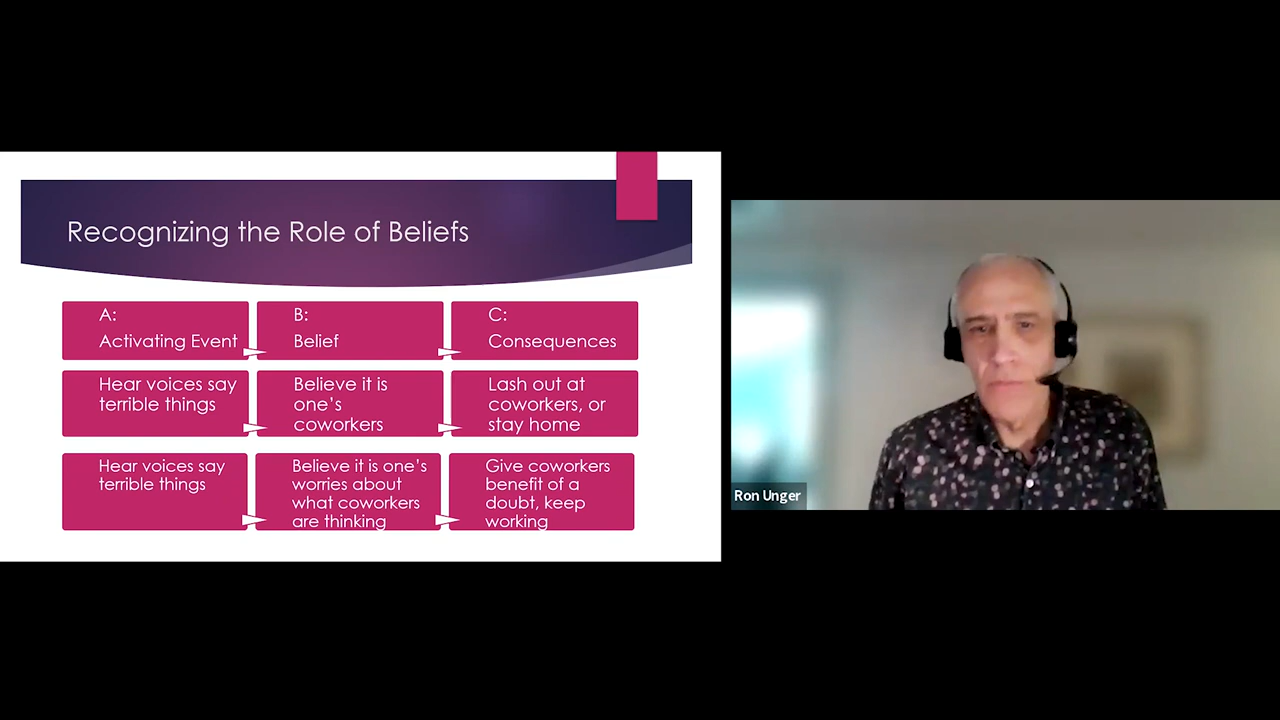 Recognizing the Role of Beliefs
A:
Activating Event
B:
Belief
C:
Consequences
Hear voices say
terrible things
Believe it is
one's
coworkers
Lash out at
coworkers, or
stay home
Hear voices say
terrible things
Believe it is one's
worries about
what coworkers
are thinking
Give coworkers
benefit of a
doubt, keep
working
Ron Unger